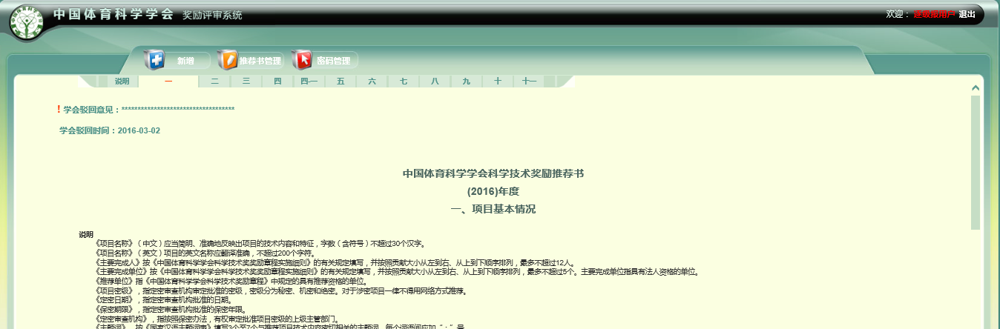 中国体育科学学会 奖励评审系统
欢迎： 退出
新增 推荐书管理 密码管理
说明 一 二 三 四 四-一 五 六 七 八 九 十 十一
！学会驳回意见：***********************************
学会驳回时间：2016-03-02
中国体育科学学会科学技术奖励推荐书
(2016)年度
一、项目基本情况
说明
《项目名称》（中文）应当简明、准确地反映出项目的技术内容和特征，字数（含符号）不超过30个汉字。
《项目名称》（英文）项目的英文名称应翻译准确，不超过200个字符。
《主要完成人》按《中国体育科学学会科学技术奖奖励章程实施细则》的有关规定填写，并按照贡献大小从左到右、从上到下顺序排列，最多不超过12人。
《主要完成单位》按《中国体育科学学会科学技术奖奖励章程实施细则》的有关规定填写，并按照贡献大小从左到右、从上到下顺序排列，最多不超过5个。主要完成单位指具有法人资格的单位。
《推荐单位》指《中国体育科学学会科学技术奖励章程》中规定的具有推荐资格的单位。
《项目密级》，指定密审查机构审定批准的密级，密级分为秘密、机密和绝密。对于涉密项目一律不得用网络方式推荐。
《定密日期》，指定密审查机构批准的日期。
《保密期限》，指定密审查机构批准的保密年限。
《定密审查机构》，指按照保密办法，有权审定批准项目密级的上级主管部门。
《主题词》，按《国家汉语主题词表》填写3个至7个与推荐项目技术内容密切相关的主题词，每个词语间应加“；”号。